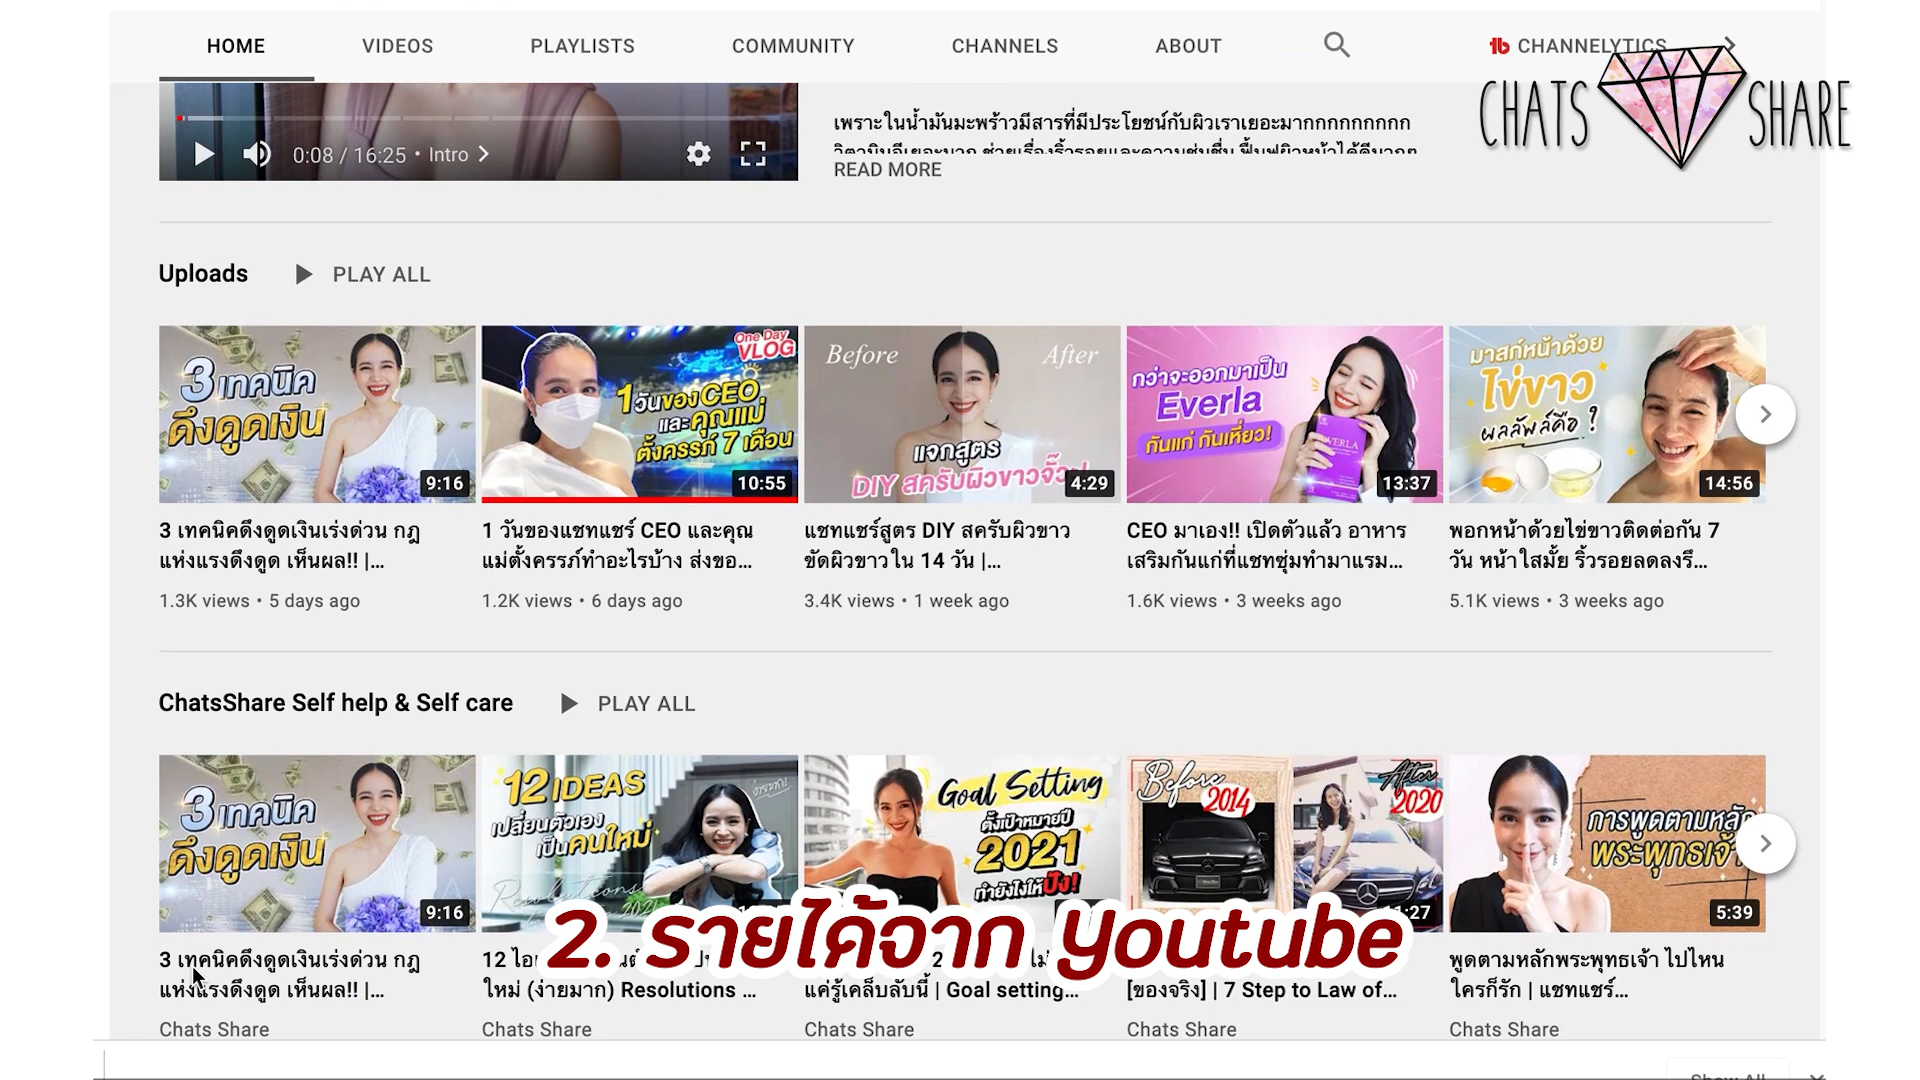 HOME VIDEOS PLAYLISTS COMMUNITY CHANNELS ABOUT CHANNELYTICS
CHATS SHARE
0:08 / 16:25 • Intro
เพราะในน้ำมันมะพร้าวมีสารที่มีประโยชน์กับผิวเราเยอะมากกกกกกกกกก
READ MORE
Uploads PLAY ALL
3 เทคนิค
ดึงดูดเงิน
9:16
One Day
VLOG
1วันของCEO
และคุณแม่
ตั้งครรภ์ 7 เดือน
10:55
Before After
แจกสูตร
DIY สครับผิวขาวจั๊วะ
4:29
กว่าจะออกมาเป็น
Everla
กันแก่ กันเหี่ยว!
13:37
มาสก์หน้าด้วย
ไข่ขาว
ผลลัพธ์คือ ?
14:56
3 เทคนิคดึงดูดเงินเร่งด่วน กฎ
แห่งแรงดึงดูด เห็นผล!! |...
1.3K views • 5 days ago
1 วันของแชทแชร์ CEO และคุณ
แม่ตั้งครรภ์ทำอะไรบ้าง ส่งขอ...
1.2K views • 6 days ago
แชทแชร์สูตร DIY สครับผิวขาว
ขัดผิวขาวใน 14 วัน |...
3.4K views • 1 week ago
CEO มาเอง!! เปิดตัวแล้ว อาหาร
เสริมกันแก่ที่แชทซุ่มทำมาแรม...
1.6K views • 3 weeks ago
พอกหน้าด้วยไข่ขาวติดต่อกัน 7
วัน หน้าใสมั้ย ริ้วรอยลดลงรึ...
5.1K views • 3 weeks ago
ChatsShare Self help & Self care PLAY ALL
3 เทคนิค
ดึงดูดเงิน
9:16
12 IDEAS
เปลี่ยนตัวเอง
เป็นคนใหม่
Resolutions 2021
Goal Setting
ตั้งเป้าหมายปี
2021
ทำยังไงให้ปัง!
Before
2014
After
2020
การพูดตามหลัก
พระพุทธเจ้า
5:39
2. รายได้จาก Youtube
3 เทคนิคดึงดูดเงินเร่งด่วน กฎ
แห่งแรงดึงดูด เห็นผล!! |...
Chats Share
ใหม่ (ง่ายมาก) Resolutions ...
Chats Share
แค่รู้เคล็บลับนี้ | Goal setting...
Chats Share
[ของจริง] | 7 Step to Law of...
Chats Share
พูดตามหลักพระพุทธเจ้า ไปไหน
ใครก็รัก | แชทแชร์...
Chats Share